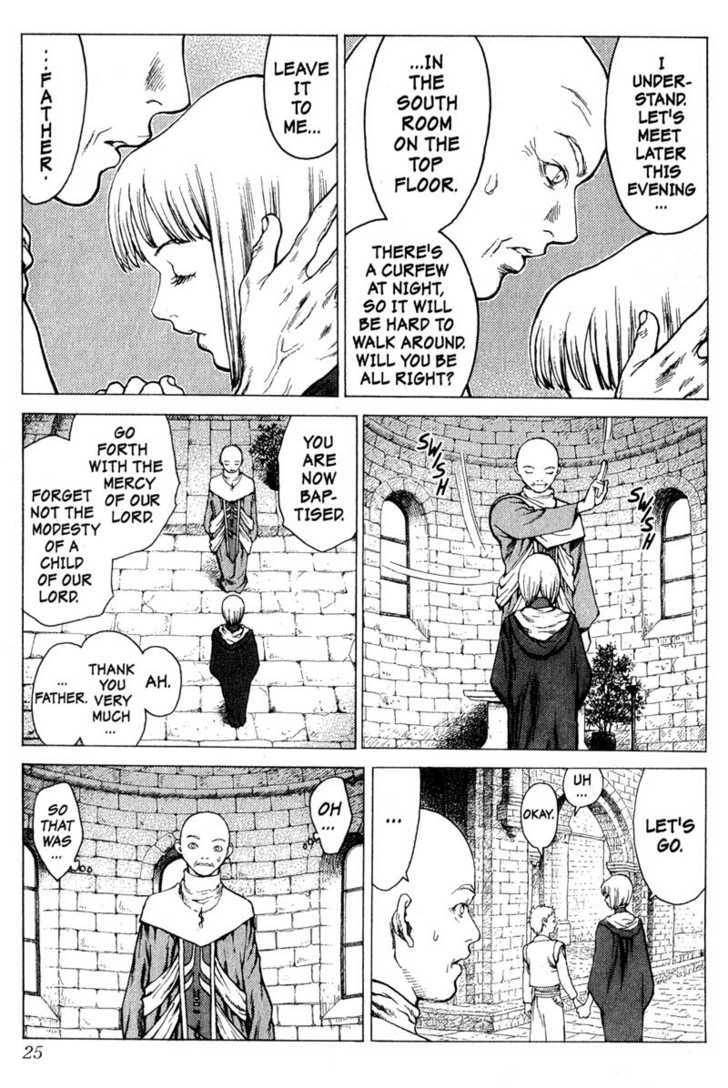 I
UNDER-
STAND.
LET'S
MEET
LATER
THIS
EVENING
...
...IN
THE
SOUTH
ROOM
ON THE
TOP
FLOOR.
THERE'S
A CURFEW
AT NIGHT,
SO IT WILL
BE HARD TO
WALK AROUND.
WILL YOU BE
ALL RIGHT?
LEAVE
IT
TO
ME...
...FATHER.
SWISH
SWISH
YOU
ARE
NOW
BAP-
TISED.
GO
FORTH
WITH THE
MERCY
OF OUR
LORD.
FORGET
NOT THE
MODESTY
OF A
CHILD
OF OUR
LORD.
AH.
THANK
YOU
VERY
MUCH
...
...
FATHER.
LET'S
GO.
UH
...
OKAY.
...
OH
...
SO
THAT
WAS
...
25